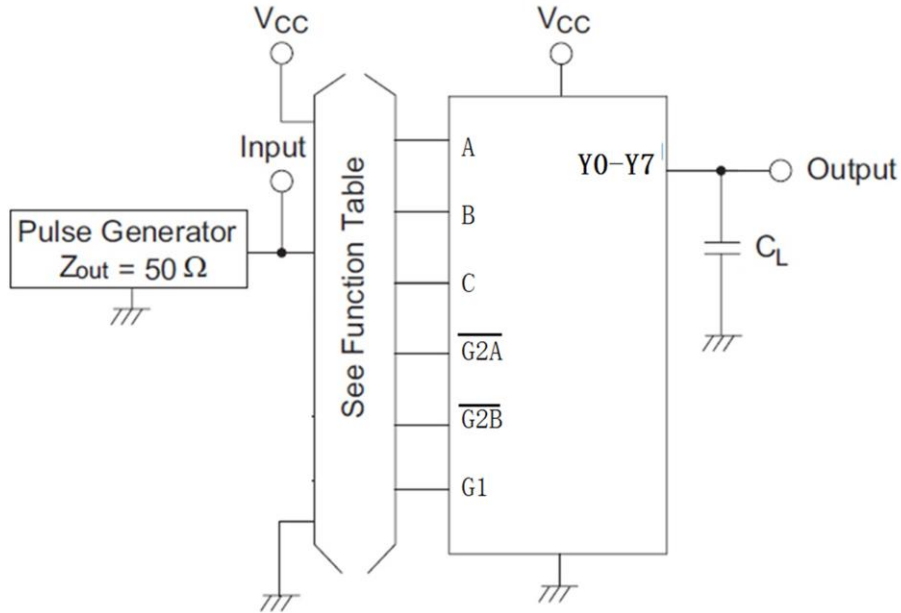 VCC
VCC
Input
Pulse Generator
Zout = 50 Ω
See Function Table
A
B
C
G2A
G2B
G1
Y0-Y7
Output
CL